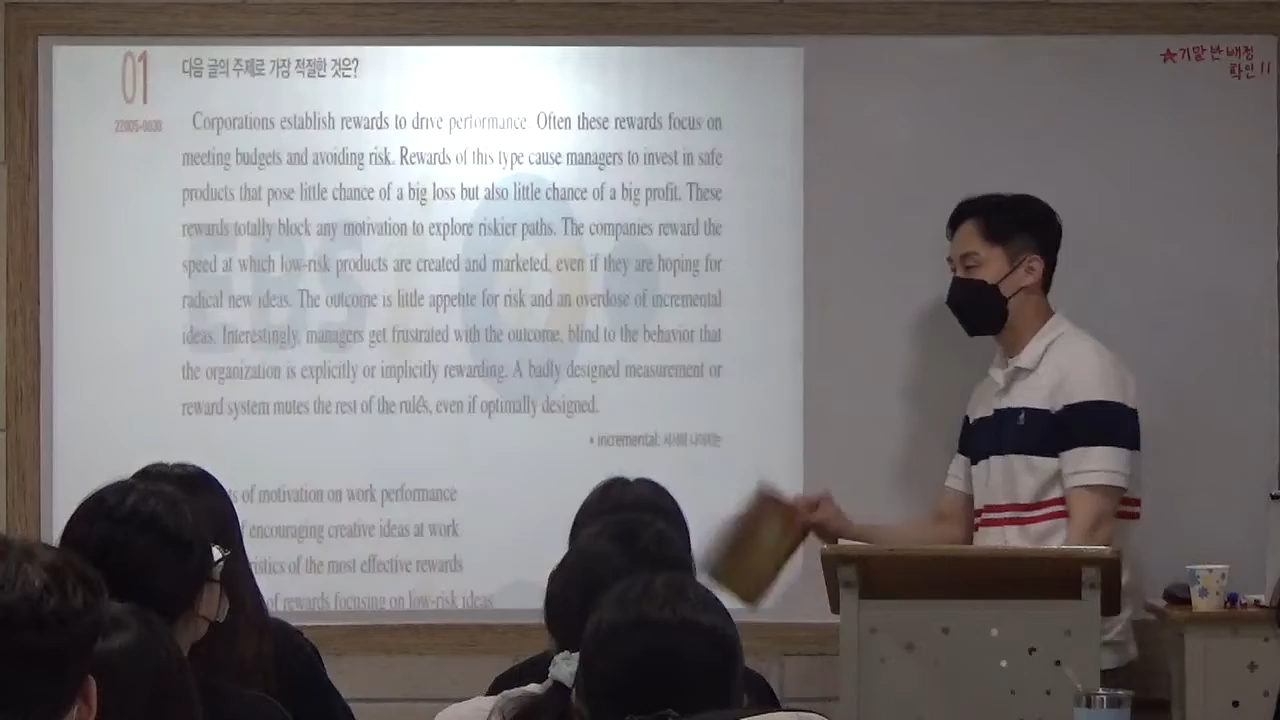 01
다음 글의 주제로 가장 적절한 것은?
Corporations establish rewards to drive performance. Often these rewards focus on
meeting budgets and avoiding risk. Rewards of this type cause managers to invest in safe
products that pose little chance of a big loss but also little chance of a big profit. These
rewards totally block any motivation to explore riskier paths. The companies reward the
speed at which low-risk products are created and marketed, even if they are hoping for
radical new ideas. The outcome is little appetite for risk and an overdose of incremental
ideas. Interestingly, managers get frustrated with the outcome, blind to the behavior that
the organization is explicitly or implicitly rewarding. A badly designed measurement or
reward system mutes the rest of the rules, even if optimally designed.
* incremental:
of motivation on work performance
encouraging creative ideas at work
of the most effective rewards
of rewards focusing on low-risk ideas
★기말 반 배정
확인!!
EBS